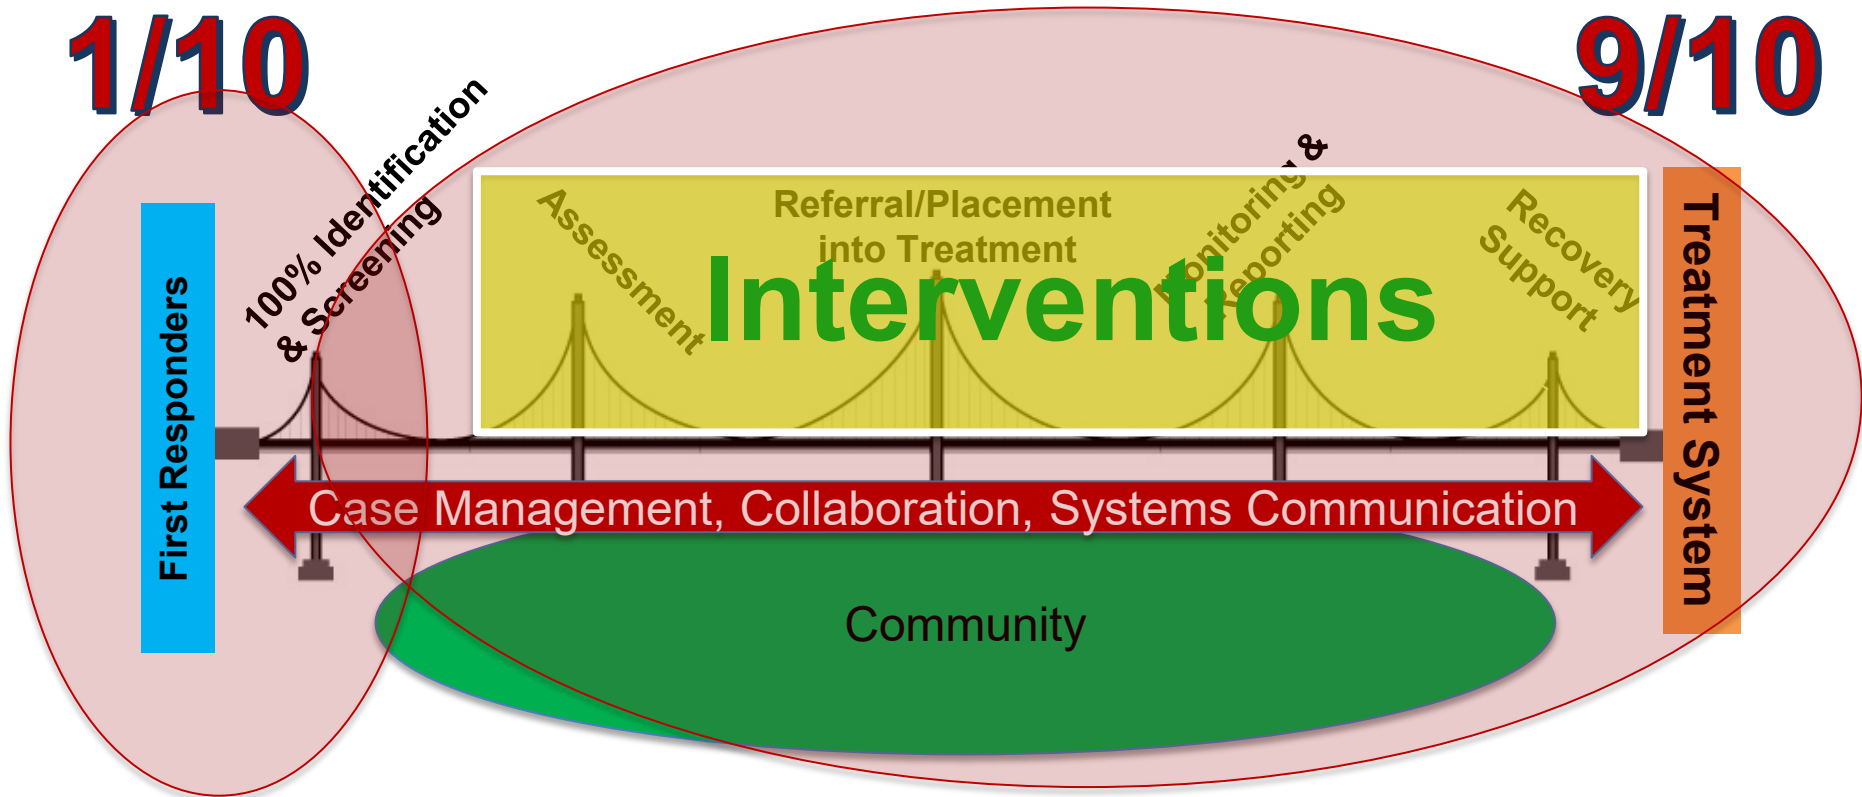 1/10
9/10
100% Identification
& Screening
Assessment
Referral/Placement
into Treatment
Monitoring &
Reporting
Recovery
Support
Interventions
First Responders
Treatment System
Case Management, Collaboration, Systems Communication
Community